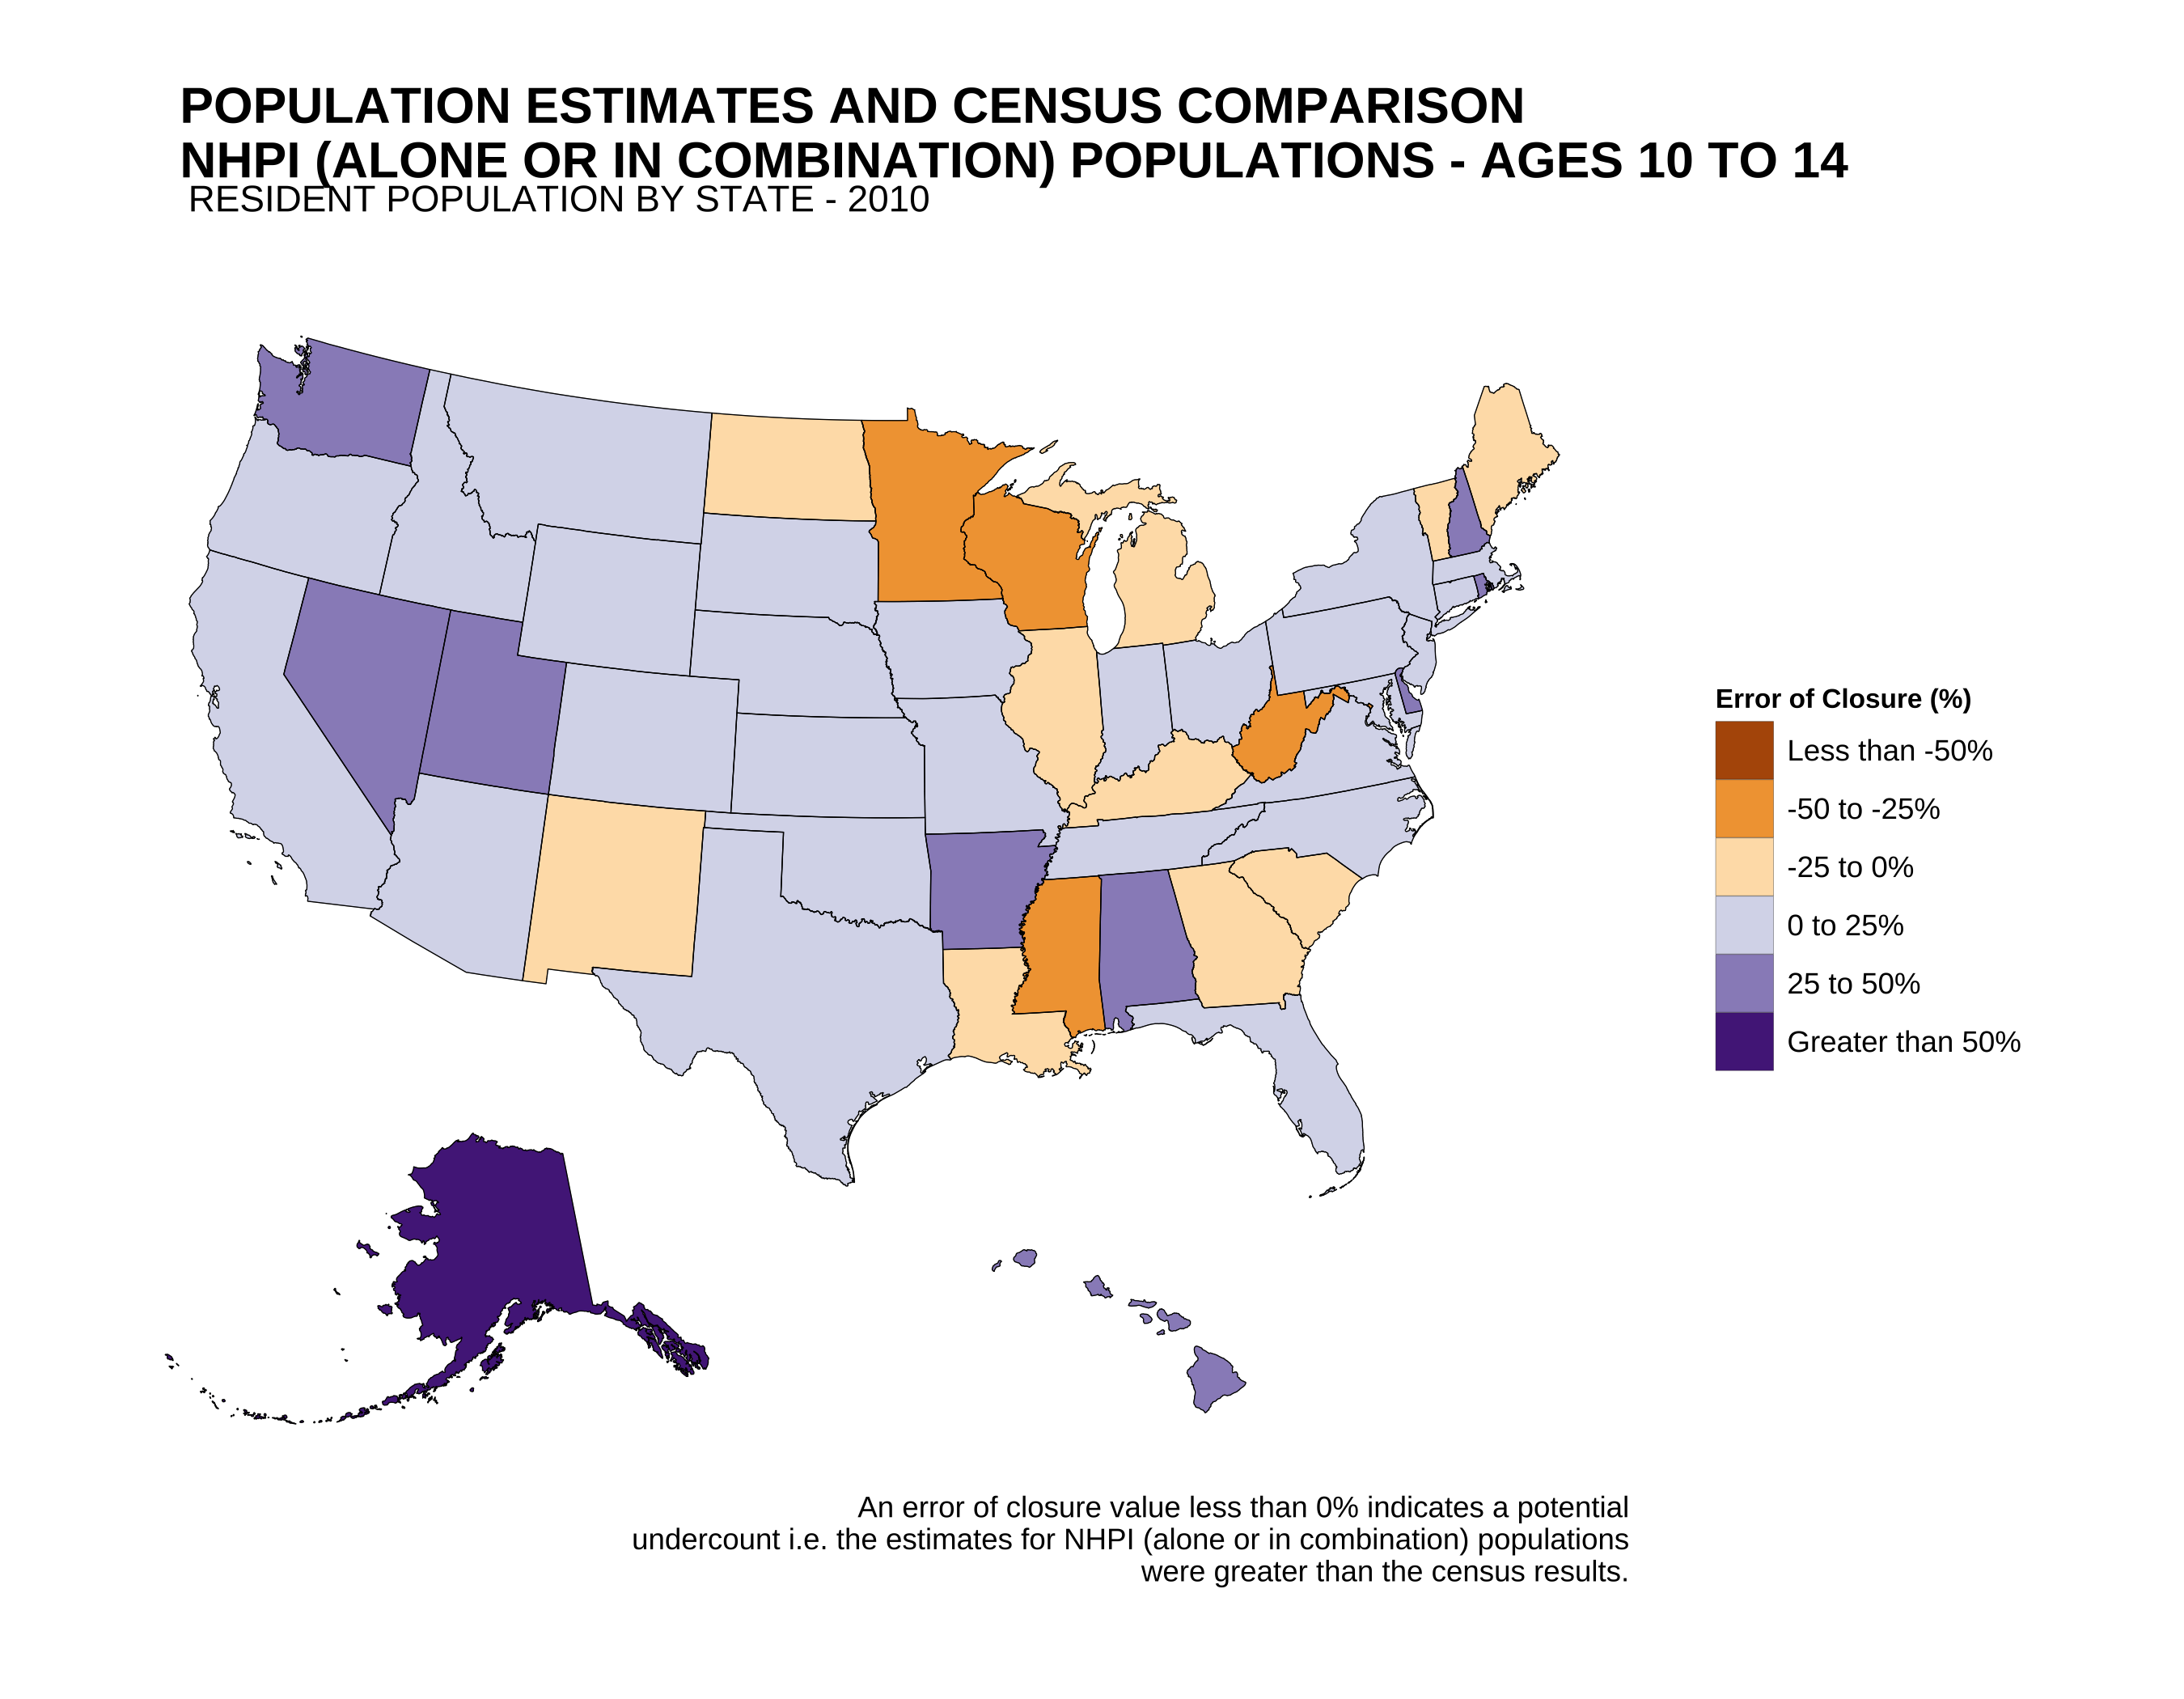 POPULATION ESTIMATES AND CENSUS COMPARISON
NHPI (ALONE OR IN COMBINATION) POPULATIONS - AGES 10 TO 14
RESIDENT POPULATION BY STATE - 2010
Error of Closure (%)
Less than -50%
-50 to -25%
-25 to 0%
0 to 25%
25 to 50%
Greater than 50%
An error of closure value less than 0% indicates a potential
undercount i.e. the estimates for NHPI (alone or in combination) populations
were greater than the census results.